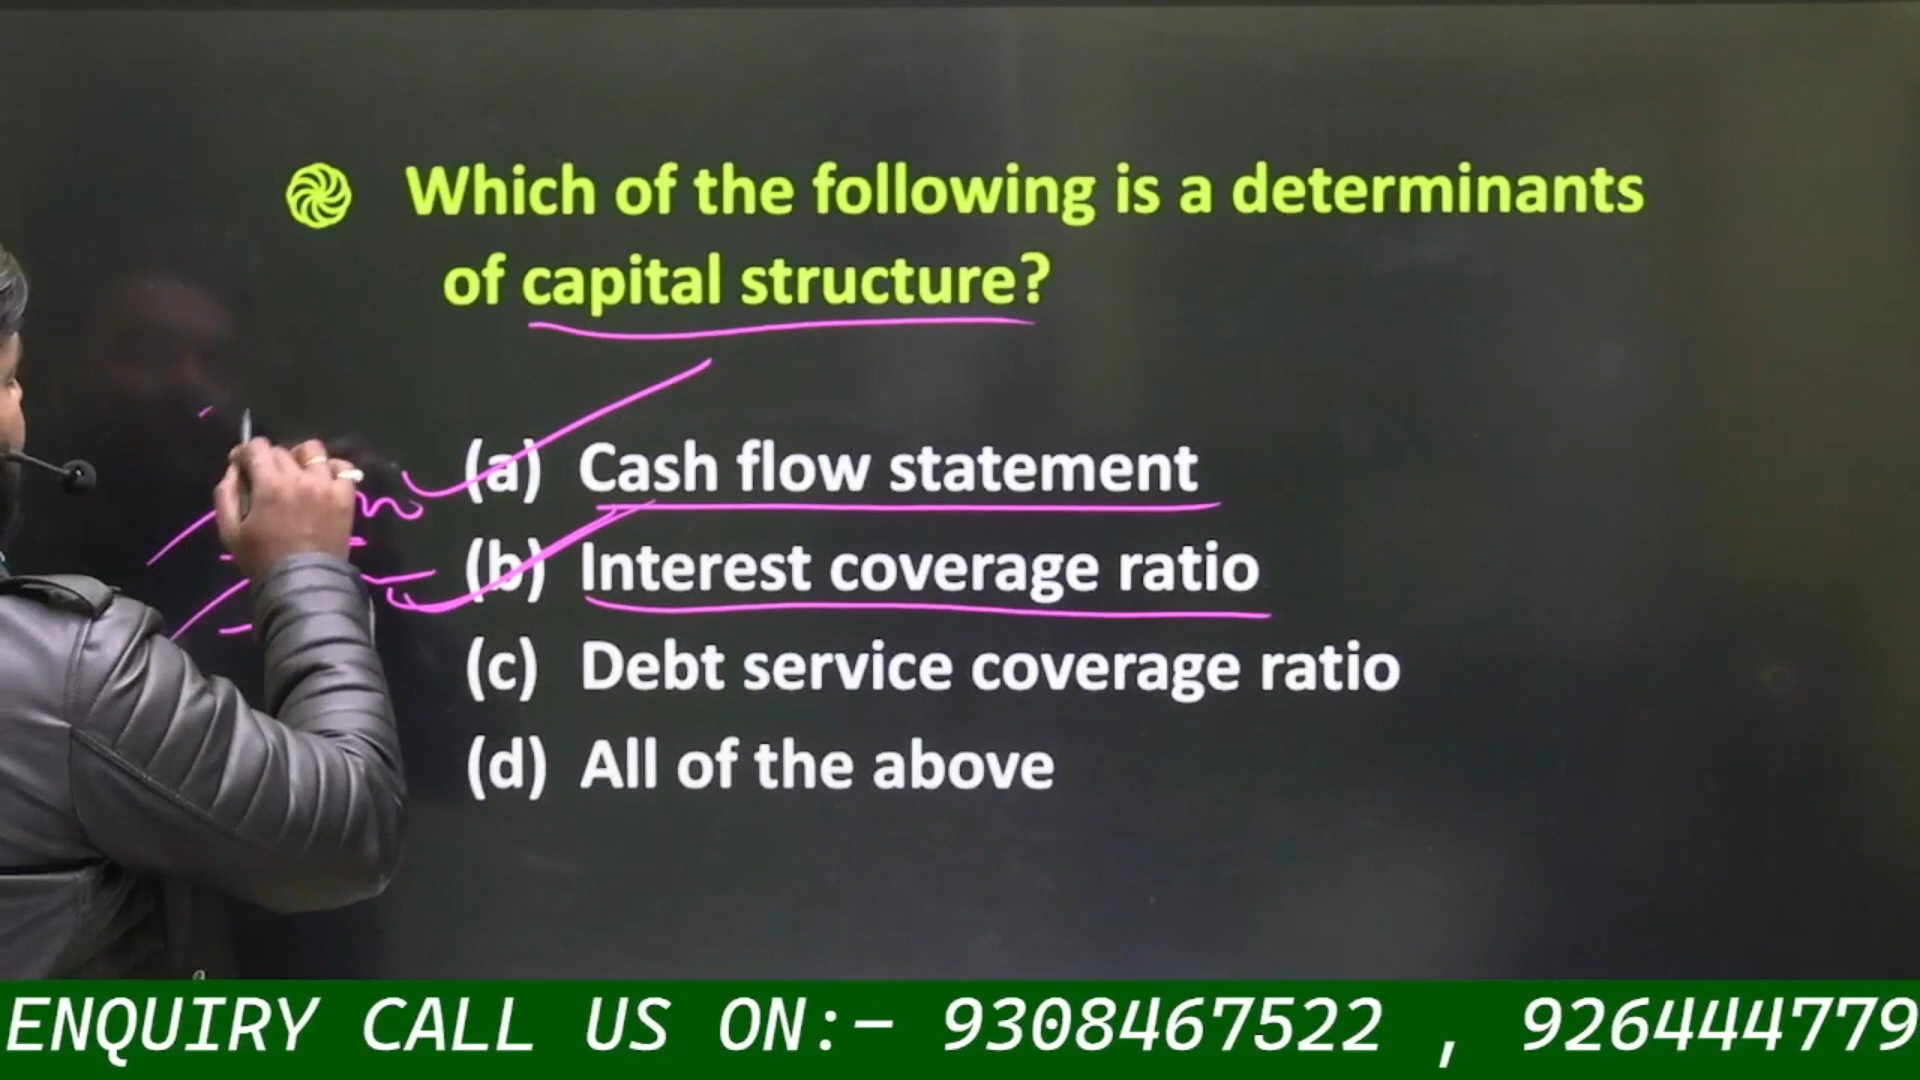 Which of the following is a determinants
of capital structure?
(a) Cash flow statement
(b) Interest coverage ratio
(c) Debt service coverage ratio
(d) All of the above
ENQUIRY CALL US ON:- 9308467522 , 926444779